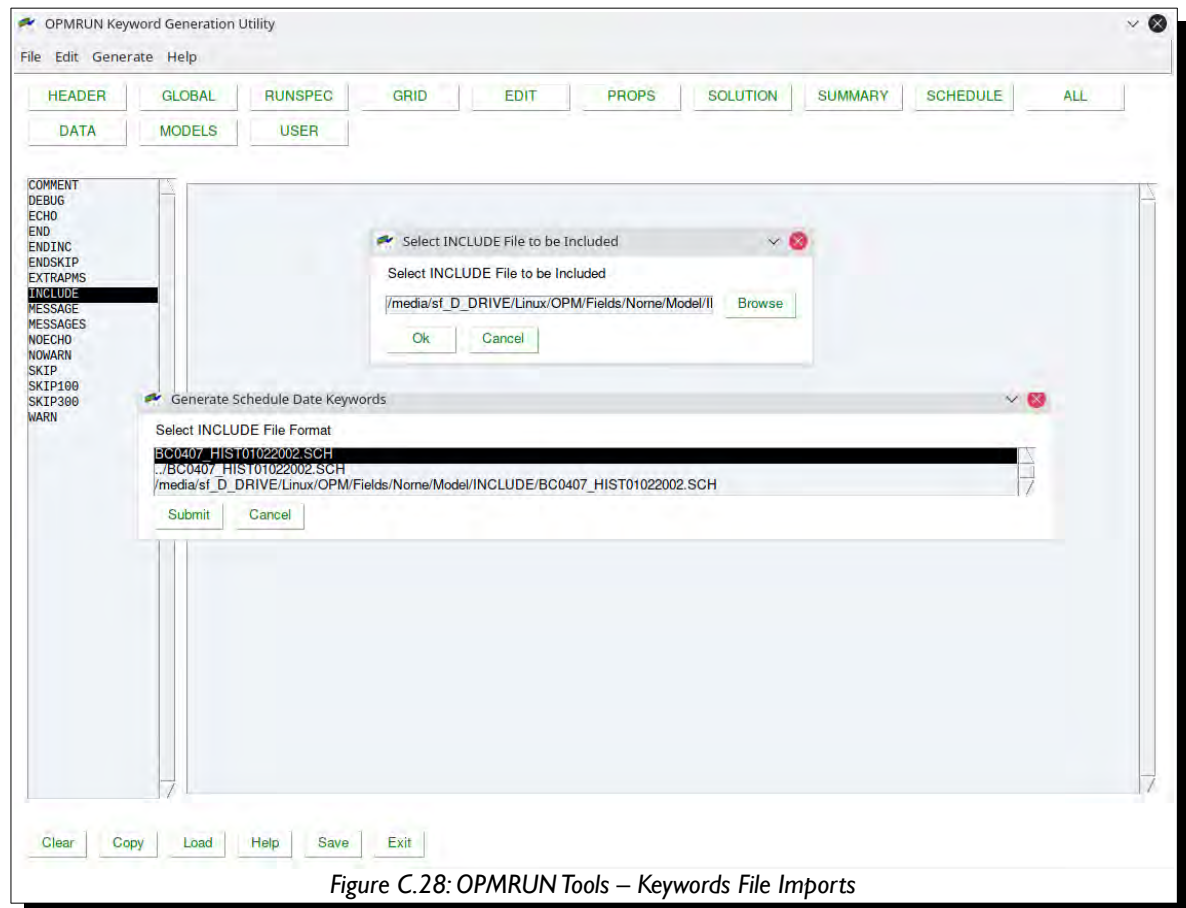 OPMRUN Keyword Generation Utility
File Edit Generate Help
HEADER GLOBAL RUNSPEC GRID EDIT PROPS SOLUTION SUMMARY SCHEDULE ALL
DATA MODELS USER
COMMENT
DEBUG
ECHO
END
ENDINC
ENDSKIP
EXTRAPMS
INCLUDE
MESSAGE
MESSAGES
NOECHO
NOWARN
SKIP
SKIP100
SKIP300
WARN
Select INCLUDE File to be Included
Select INCLUDE File to be Included
/media/sf_D_DRIVE/Linux/OPM/Fields/Norne/Model/II Browse
Ok Cancel
Generate Schedule Date Keywords
Select INCLUDE File Format
BC0407_HIST01022002.SCH
../BC0407_HIST01022002.SCH
/media/sf_D_DRIVE/Linux/OPM/Fields/Norne/Model/INCLUDE/BC0407_HIST01022002.SCH
Submit Cancel
Clear Copy Load Help Save Exit
Figure C.28: OPMRUN Tools – Keywords File Imports